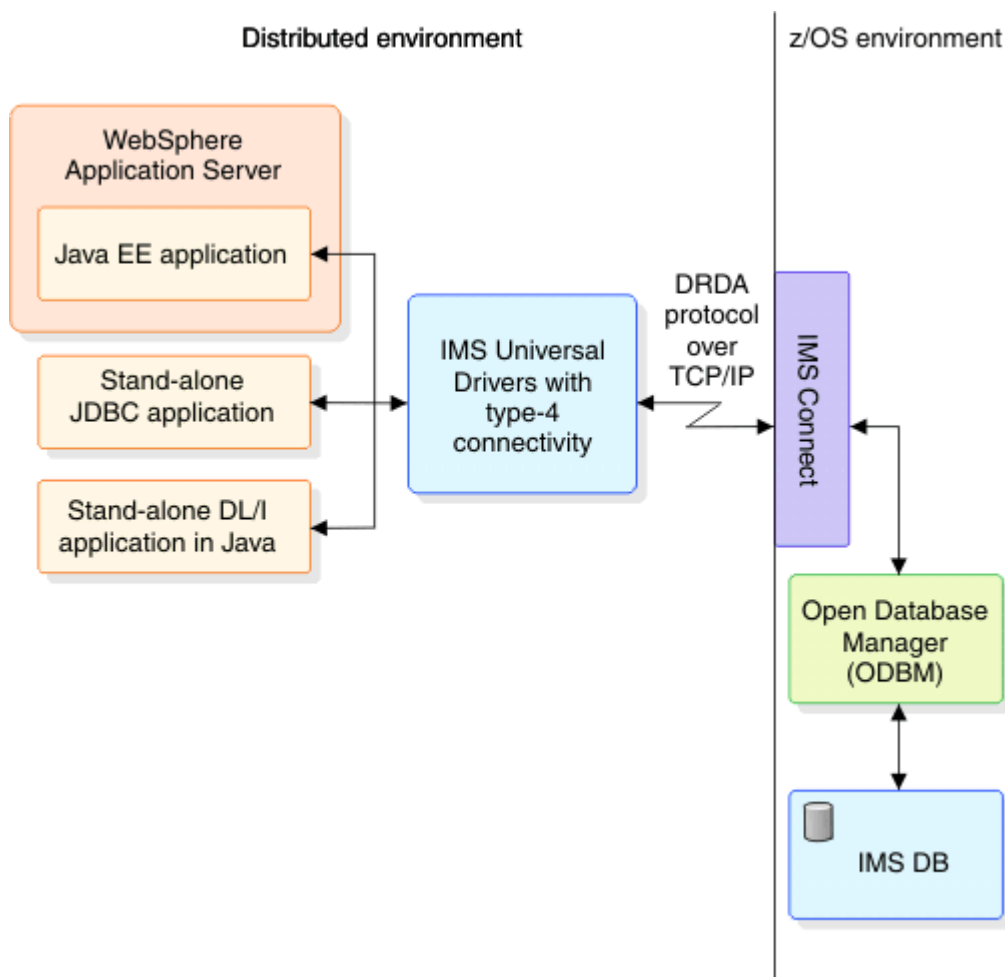 Distributed environment
z/OS environment
WebSphere
Application Server
Java EE application
Stand-alone
JDBC application
Stand-alone DL/I
application in Java
IMS Universal
Drivers with
type-4
connectivity
DRDA
protocol
over
TCP/IP
IMS Connect
Open Database
Manager
(ODBM)
IMS DB